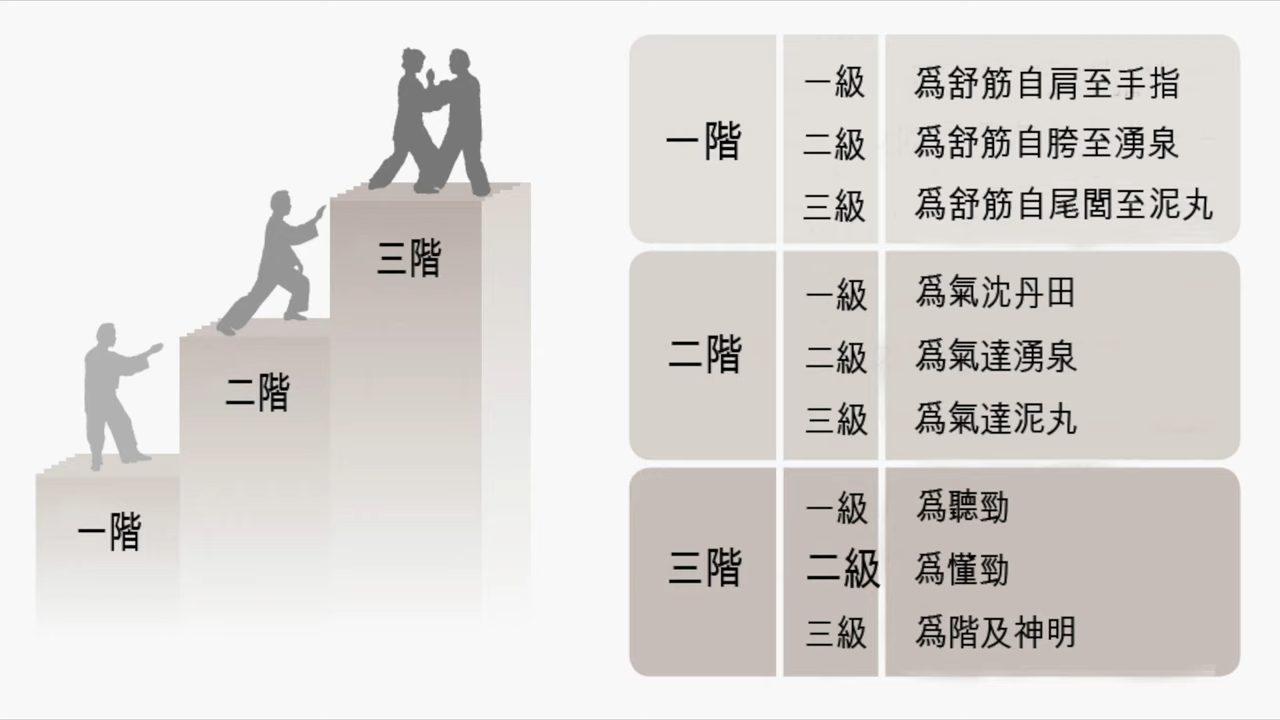 三階
二階
一階
一階
一級 爲舒筋自肩至手指
二級 爲舒筋自胯至湧泉
三級 爲舒筋自尾閭至泥丸
二階
一級 爲氣沈丹田
二級 爲氣達湧泉
三級 爲氣達泥丸
三階
一級 爲聽勁
二級 爲懂勁
三級 爲階及神明